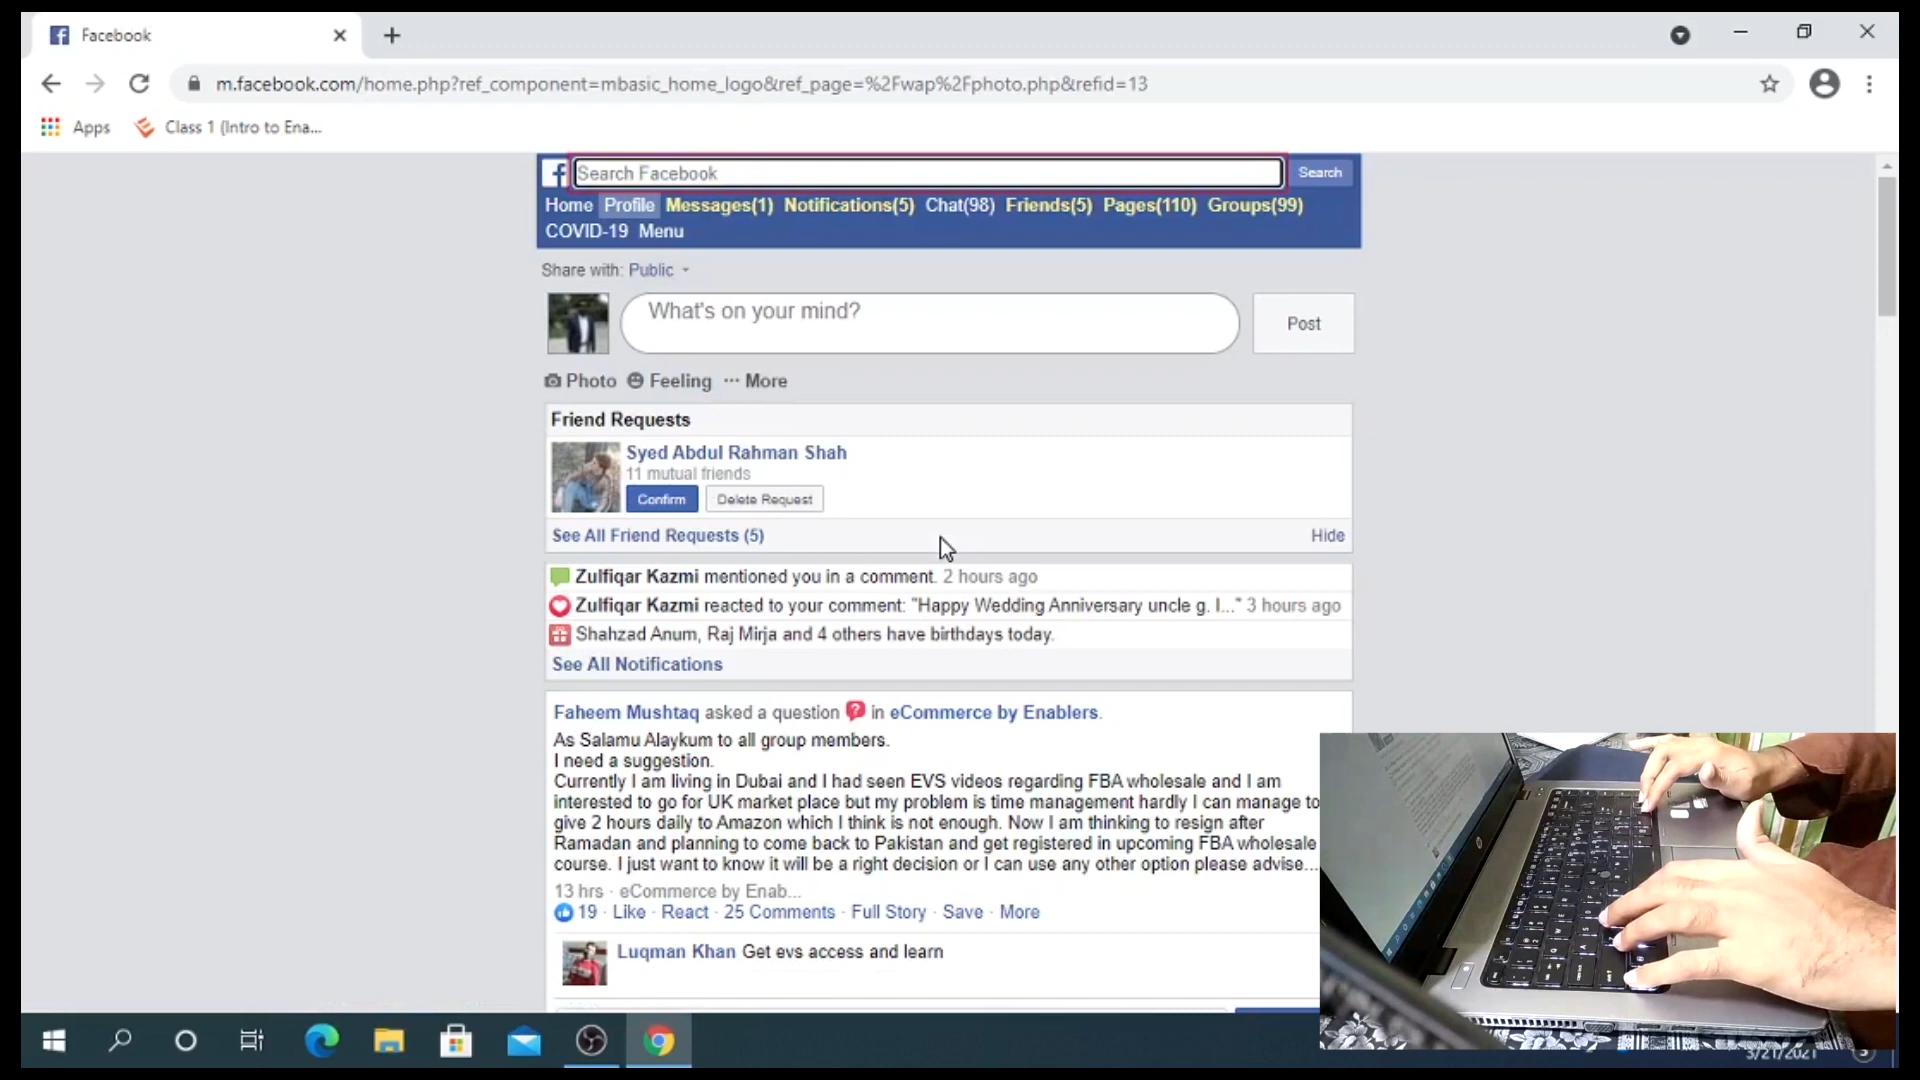 Facebook
m.facebook.com/home.php?ref_component=mbasic_home_logo&ref_page=%2Fwap%2Fphoto.php&refid=13
Apps Class 1 (Intro to Ena...
Search Facebook Search
Home Profile Messages(1) Notifications(5) Chat(98) Friends(5) Pages(110) Groups(99)
COVID-19 Menu
Share with: Public
What's on your mind? Post
Photo Feeling ··· More
Friend Requests
Syed Abdul Rahman Shah
11 mutual friends
Confirm Delete Request
See All Friend Requests (5) Hide
Zulfiqar Kazmi mentioned you in a comment. 2 hours ago
Zulfiqar Kazmi reacted to your comment: "Happy Wedding Anniversary uncle g. I..." 3 hours ago
Shahzad Anum, Raj Mirja and 4 others have birthdays today.
See All Notifications
Faheem Mushtaq asked a question in eCommerce by Enablers.
As Salamu Alaykum to all group members.
I need a suggestion.
Currently I am living in Dubai and I had seen EVS videos regarding FBA wholesale and I am
interested to go for UK market place but my problem is time management hardly I can manage to
give 2 hours daily to Amazon which I think is not enough. Now I am thinking to resign after
Ramadan and planning to come back to Pakistan and get registered in upcoming FBA wholesale
course. I just want to know it will be a right decision or I can use any other option please advise...
13 hrs · eCommerce by Enab...
19 · Like · React · 25 Comments · Full Story · Save · More
Luqman Khan Get evs access and learn
3/21/2021